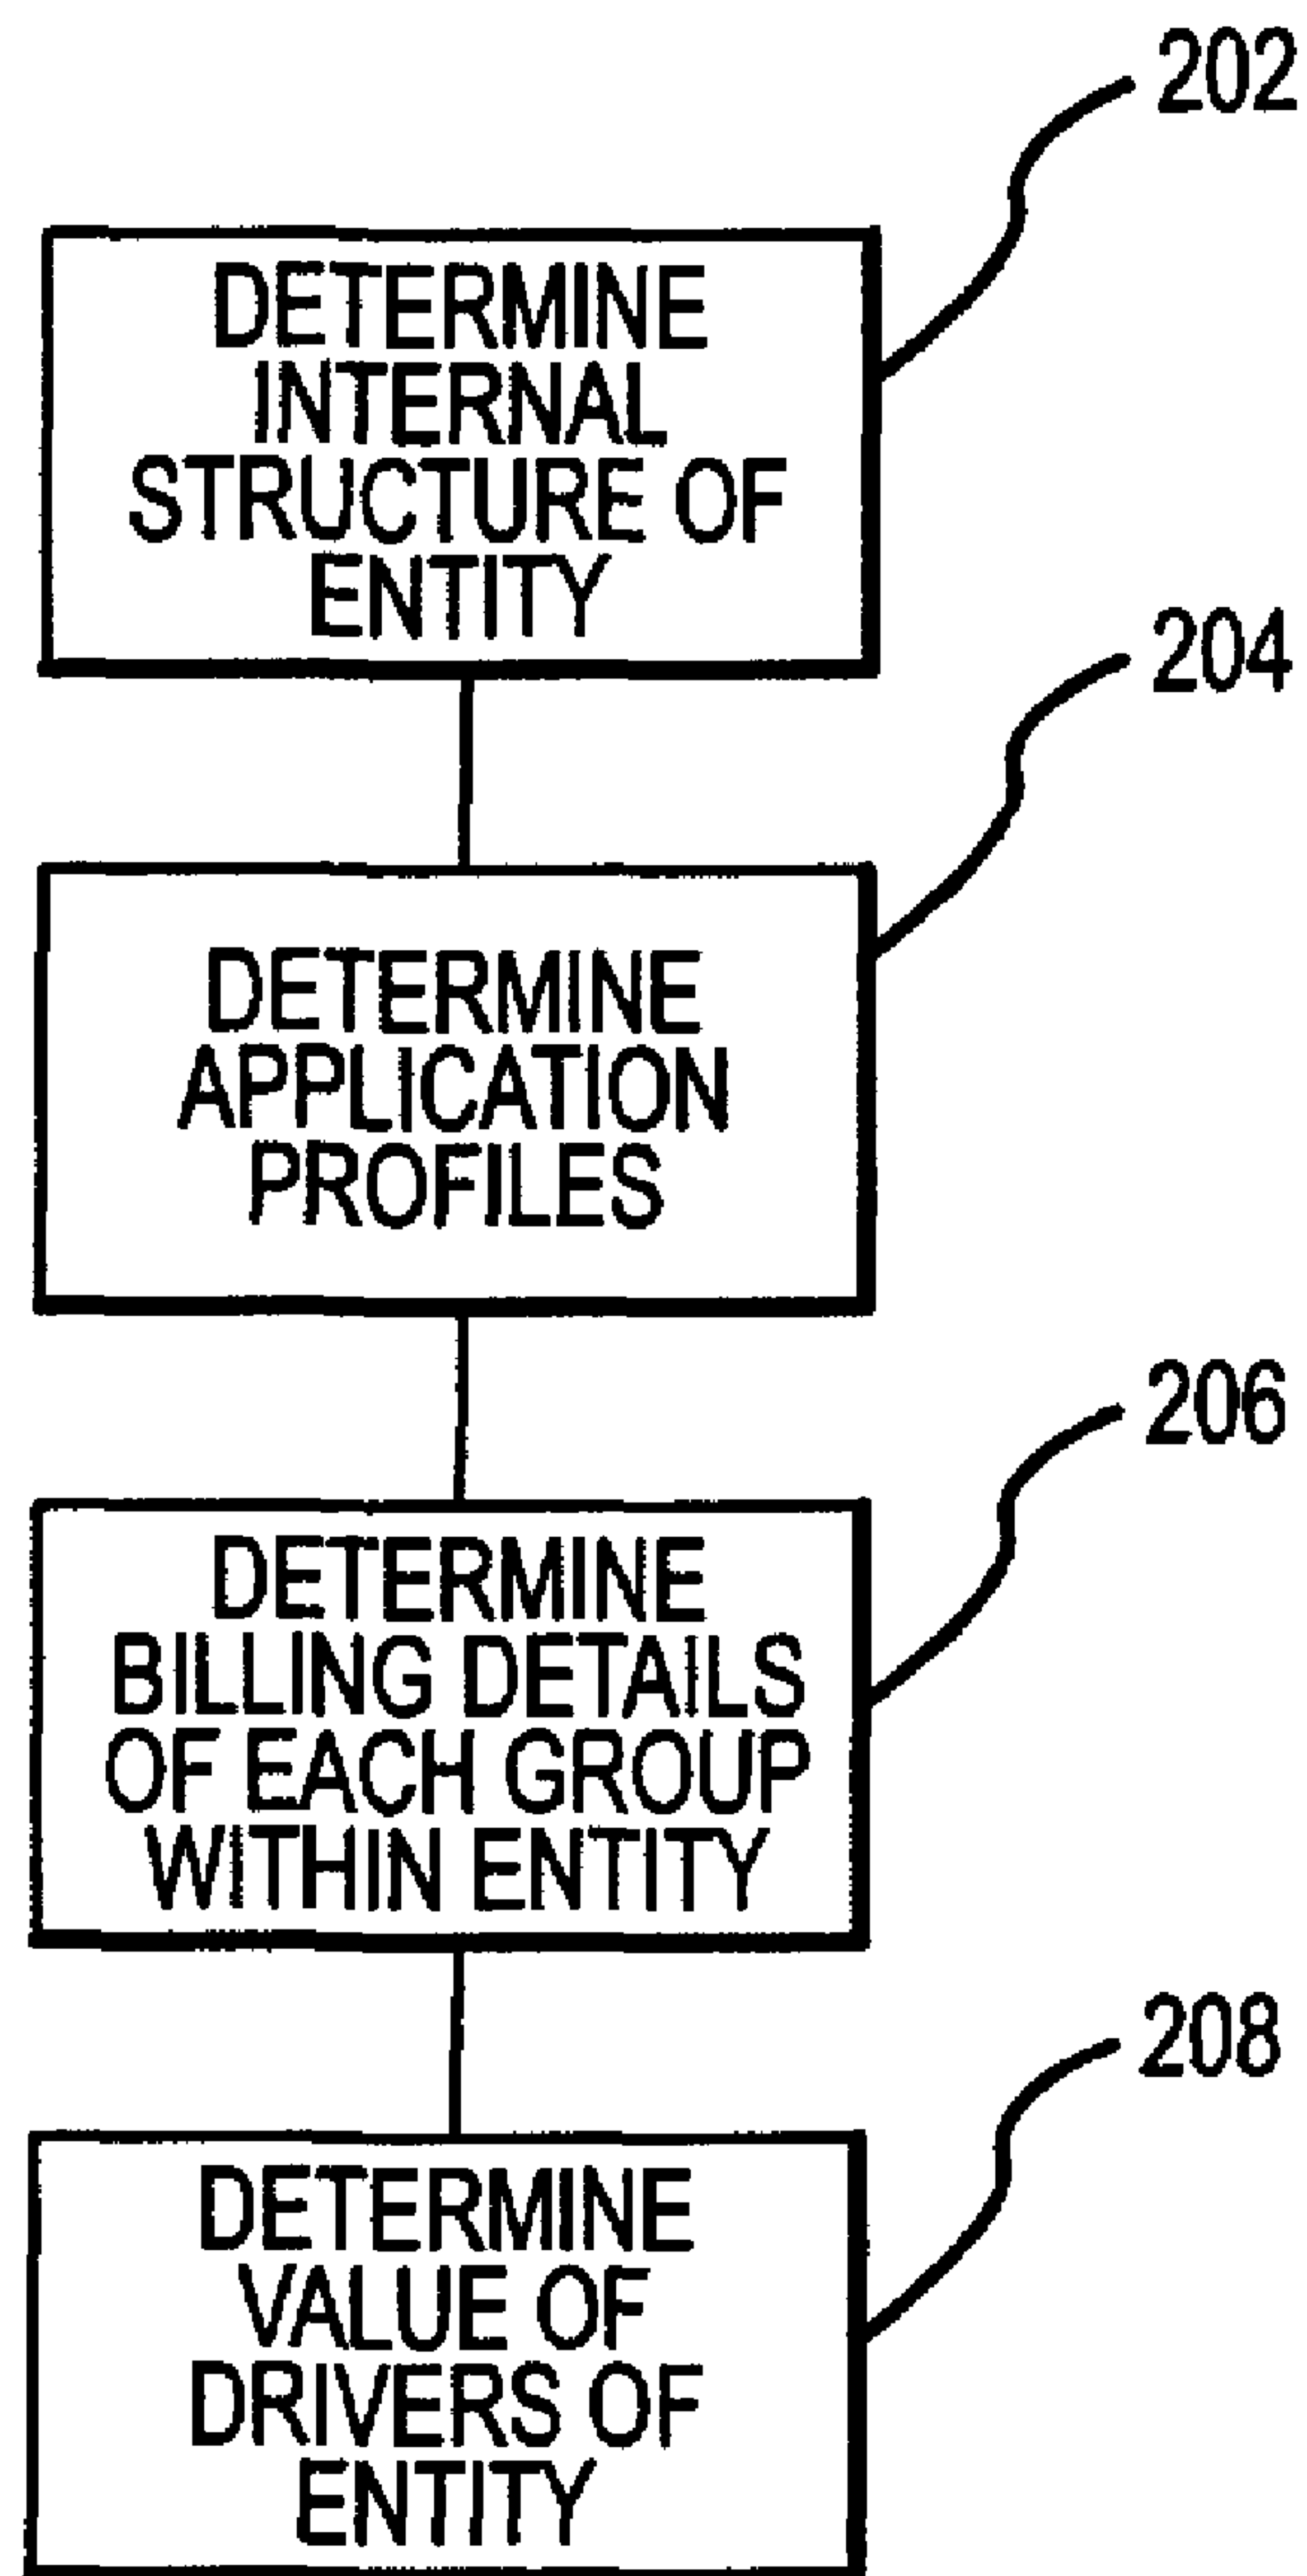 202
DETERMINE
INTERNAL
STRUCTURE OF
ENTITY
204
DETERMINE
APPLICATION
PROFILES
206
DETERMINE
BILLING DETAILS
OF EACH GROUP
WITHIN ENTITY
208
DETERMINE
VALUE OF
DRIVERS OF
ENTITY